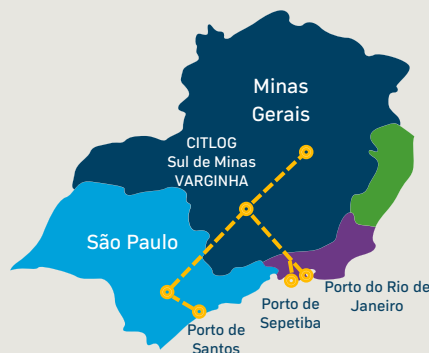 Minas
Gerais
CITLOG
Sul de Minas
VARGINHA
São Paulo
Porto de
Santos
Porto de
Sepetiba
Porto do Rio de
Janeiro